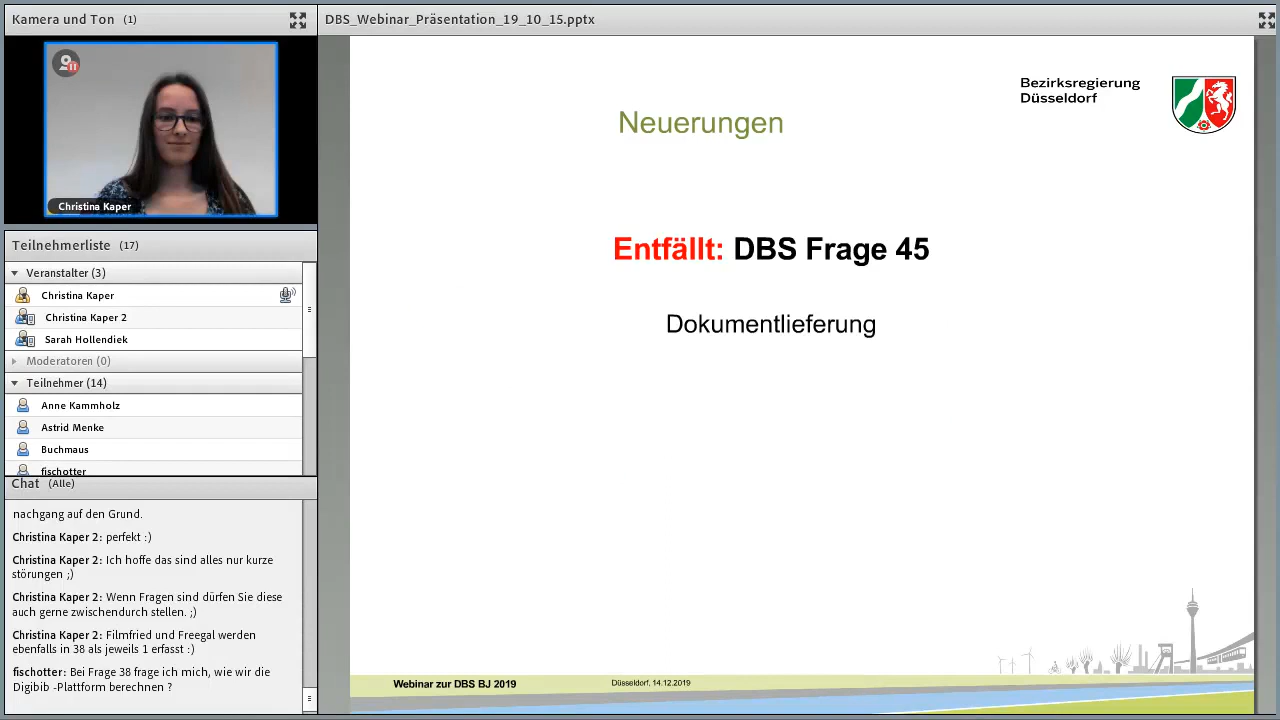 Kamera und Ton (1)
Christina Kaper
Teilnehmerliste (17)
Veranstalter (3)
Christina Kaper
Christina Kaper 2
Sarah Hollendiek
Moderatoren (0)
Teilnehmer (14)
Anne Kammholz
Astrid Menke
Buchmaus
fischotter
Chat (Alle)
nachgang auf den Grund.
Christina Kaper 2: perfekt :)
Christina Kaper 2: Ich hoffe das sind alles nur kurze
störungen ;)
Christina Kaper 2: Wenn Fragen sind dürfen Sie diese
auch gerne zwischendurch stellen. ;)
Christina Kaper 2: Filmfried und Freegal werden
ebenfalls in 38 als jeweils 1 erfasst :)
fischotter: Bei Frage 38 frage ich mich, wie wir die
Digibib -Plattform berechnen ?
DBS_Webinar_Präsentation_19_10_15.pptx
Bezirksregierung
Düsseldorf
Neuerungen
Entfällt: DBS Frage 45
Dokumentlieferung
Webinar zur DBS BJ 2019
Düsseldorf, 14.12.2019